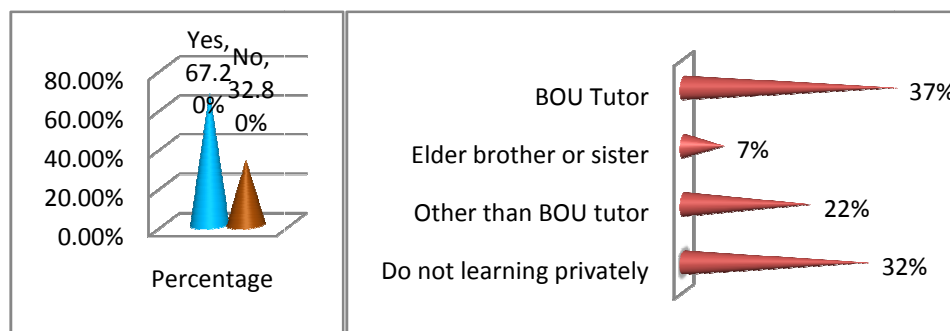 Yes,
67.2
0%
No,
32.8
0%
80.00%
60.00%
40.00%
20.00%
0.00%
Percentage
BOU Tutor
37%
Elder brother or sister
7%
Other than BOU tutor
22%
Do not learning privately
32%